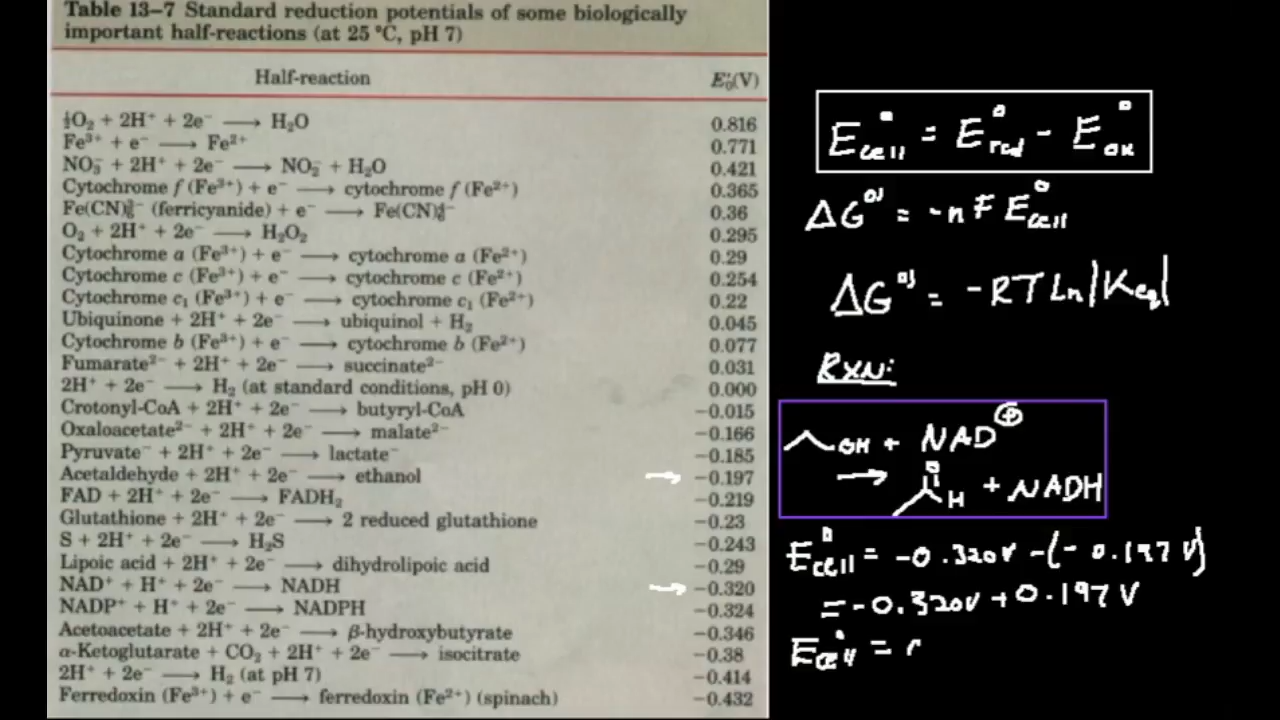 Table 13–7 Standard reduction potentials of some biologically
important half-reactions (at 25 °C, pH 7)
Half-reaction E₀′(V)
½O₂ + 2H⁺ + 2e⁻ ⟶ H₂O 0.816
Fe³⁺ + e⁻ ⟶ Fe²⁺ 0.771
NO₃⁻ + 2H⁺ + 2e⁻ ⟶ NO₂⁻ + H₂O 0.421
Cytochrome f (Fe³⁺) + e⁻ ⟶ cytochrome f (Fe²⁺) 0.365
Fe(CN)₆³⁻ (ferricyanide) + e⁻ ⟶ Fe(CN)₆⁴⁻ 0.36
O₂ + 2H⁺ + 2e⁻ ⟶ H₂O₂ 0.295
Cytochrome a (Fe³⁺) + e⁻ ⟶ cytochrome a (Fe²⁺) 0.29
Cytochrome c (Fe³⁺) + e⁻ ⟶ cytochrome c (Fe²⁺) 0.254
Cytochrome c₁ (Fe³⁺) + e⁻ ⟶ cytochrome c₁ (Fe²⁺) 0.22
Ubiquinone + 2H⁺ + 2e⁻ ⟶ ubiquinol + H₂ 0.045
Cytochrome b (Fe³⁺) + e⁻ ⟶ cytochrome b (Fe²⁺) 0.077
Fumarate²⁻ + 2H⁺ + 2e⁻ ⟶ succinate²⁻ 0.031
2H⁺ + 2e⁻ ⟶ H₂ (at standard conditions, pH 0) 0.000
Crotonyl-CoA + 2H⁺ + 2e⁻ ⟶ butyryl-CoA −0.015
Oxaloacetate²⁻ + 2H⁺ + 2e⁻ ⟶ malate²⁻ −0.166
Pyruvate⁻ + 2H⁺ + 2e⁻ ⟶ lactate⁻ −0.185
Acetaldehyde + 2H⁺ + 2e⁻ ⟶ ethanol → −0.197
FAD + 2H⁺ + 2e⁻ ⟶ FADH₂ −0.219
Glutathione + 2H⁺ + 2e⁻ ⟶ 2 reduced glutathione −0.23
S + 2H⁺ + 2e⁻ ⟶ H₂S −0.243
Lipoic acid + 2H⁺ + 2e⁻ ⟶ dihydrolipoic acid −0.29
NAD⁺ + H⁺ + 2e⁻ ⟶ NADH → −0.320
NADP⁺ + H⁺ + 2e⁻ ⟶ NADPH −0.324
Acetoacetate + 2H⁺ + 2e⁻ ⟶ β-hydroxybutyrate −0.346
α-Ketoglutarate + CO₂ + 2H⁺ + 2e⁻ ⟶ isocitrate −0.38
2H⁺ + 2e⁻ ⟶ H₂ (at pH 7) −0.414
Ferredoxin (Fe³⁺) + e⁻ ⟶ ferredoxin (Fe²⁺) (spinach) −0.432
E°cell = E°red - E°ox
ΔG°' = -nFE°cell
ΔG°' = -RT Ln|Keq|
RXN:
OH + NAD⊕
→ O H + NADH
E°cell = -0.320V - (-0.197 V)
= -0.320V + 0.197 V
E°cell =